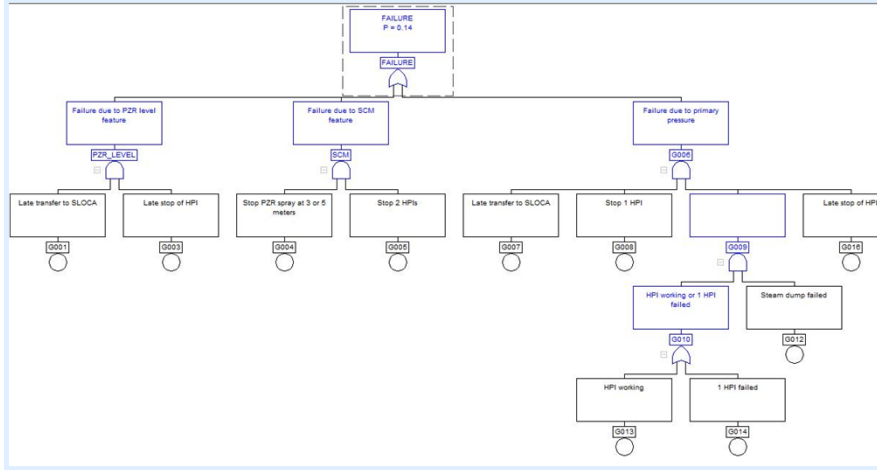 FAILURE
P = 0.14
FAILURE
Failure due to PZR level
feature
Failure due to SCM
feature
Failure due to primary
pressure
PZR_LEVEL
SCM
G006
Late transfer to SLOCA
Late stop of HPI
Stop PZR spray at 3 or 5
meters
Stop 2 HPIs
Late transfer to SLOCA
Stop 1 HPI
Late stop of HPI
G001
G003
G004
G005
G007
G008
G009
G016
HPI working or 1 HPI
failed
Steam dump failed
G010
G012
HPI working
1 HPI failed
G013
G014